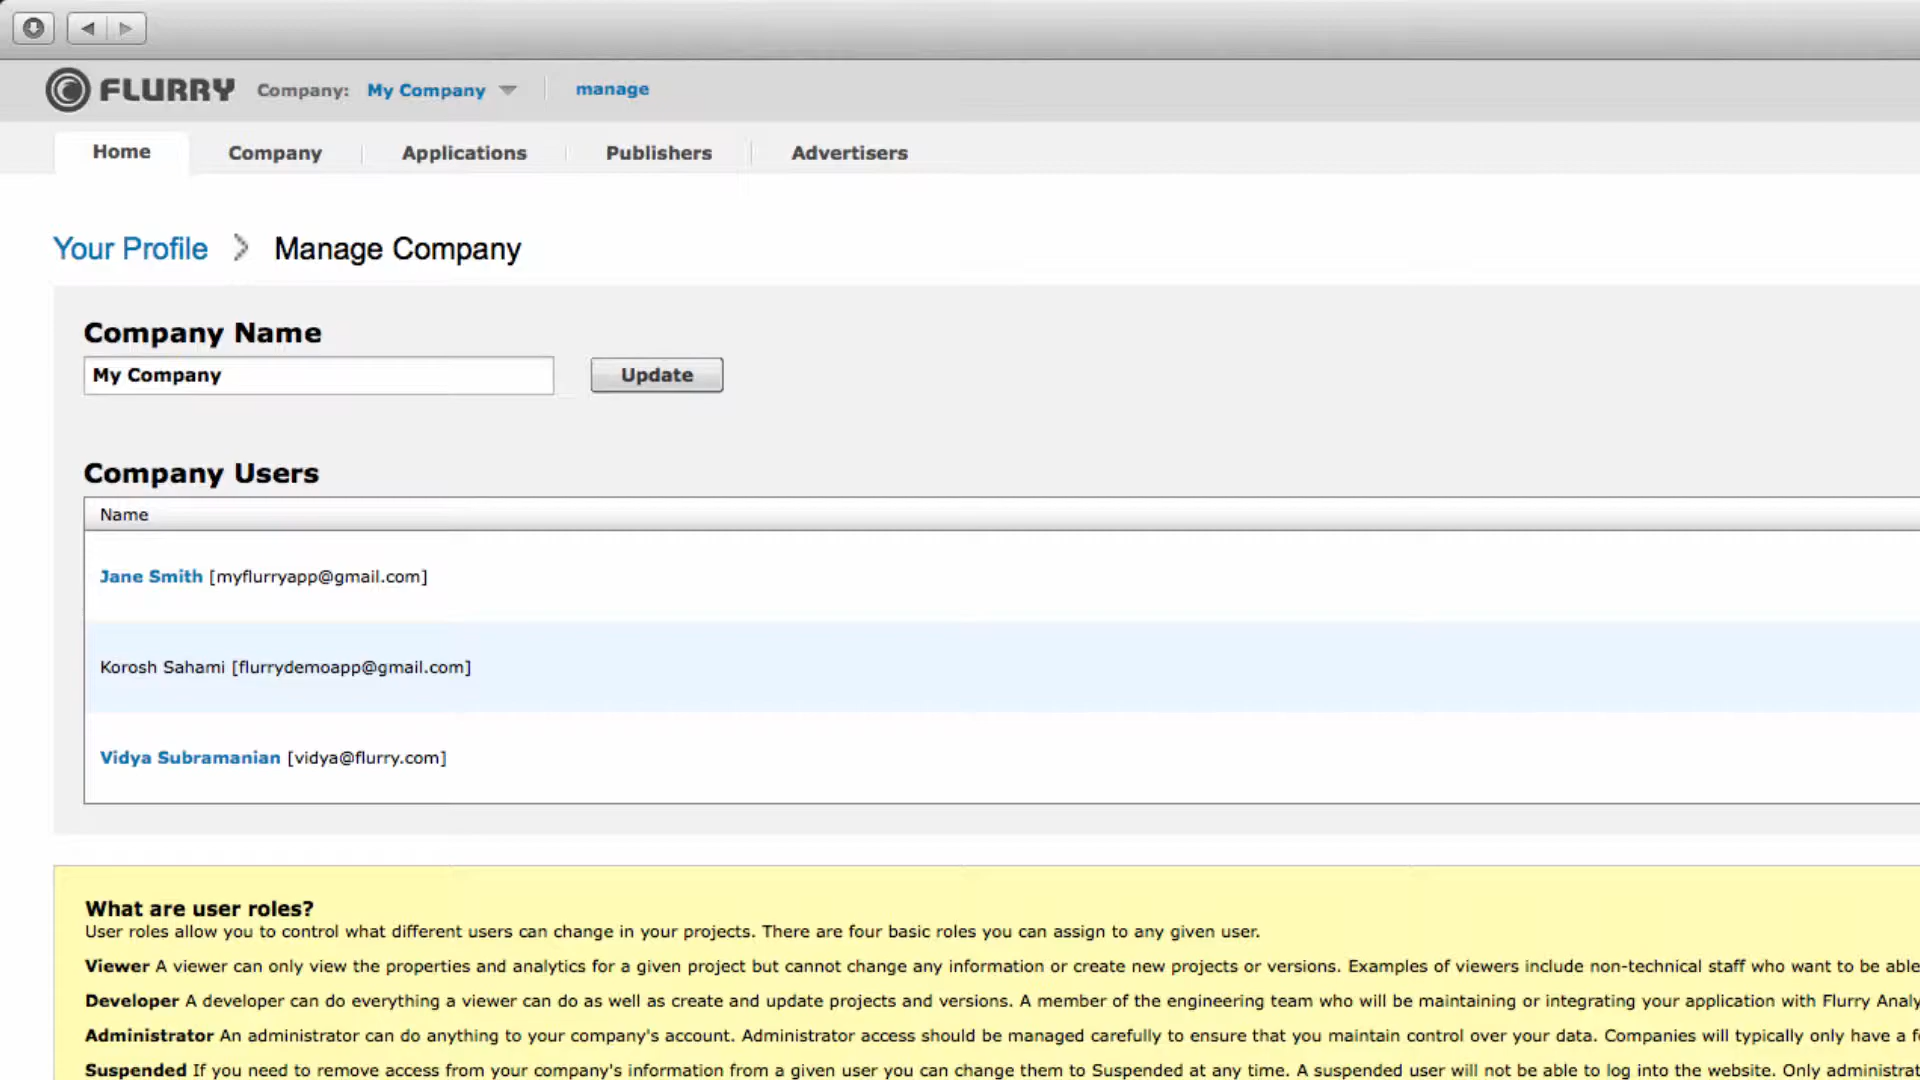 FLURRY Company: My Company manage
Home Company Applications Publishers Advertisers
Your Profile Manage Company
Company Name
My Company Update
Company Users
Name
Jane Smith [myflurryapp@gmail.com]
Korosh Sahami [flurrydemoapp@gmail.com]
Vidya Subramanian [vidya@flurry.com]
What are user roles?
User roles allow you to control what different users can change in your projects. There are four basic roles you can assign to any given user.
Viewer A viewer can only view the properties and analytics for a given project but cannot change any information or create new projects or versions. Examples of viewers include non-technical staff who want to be able
Developer A developer can do everything a viewer can do as well as create and update projects and versions. A member of the engineering team who will be maintaining or integrating your application with Flurry Analy
Administrator An administrator can do anything to your company's account. Administrator access should be managed carefully to ensure that you maintain control over your data. Companies will typically only have a f
Suspended If you need to remove access from your company's information from a given user you can change them to Suspended at any time. A suspended user will not be able to log into the website. Only administrat